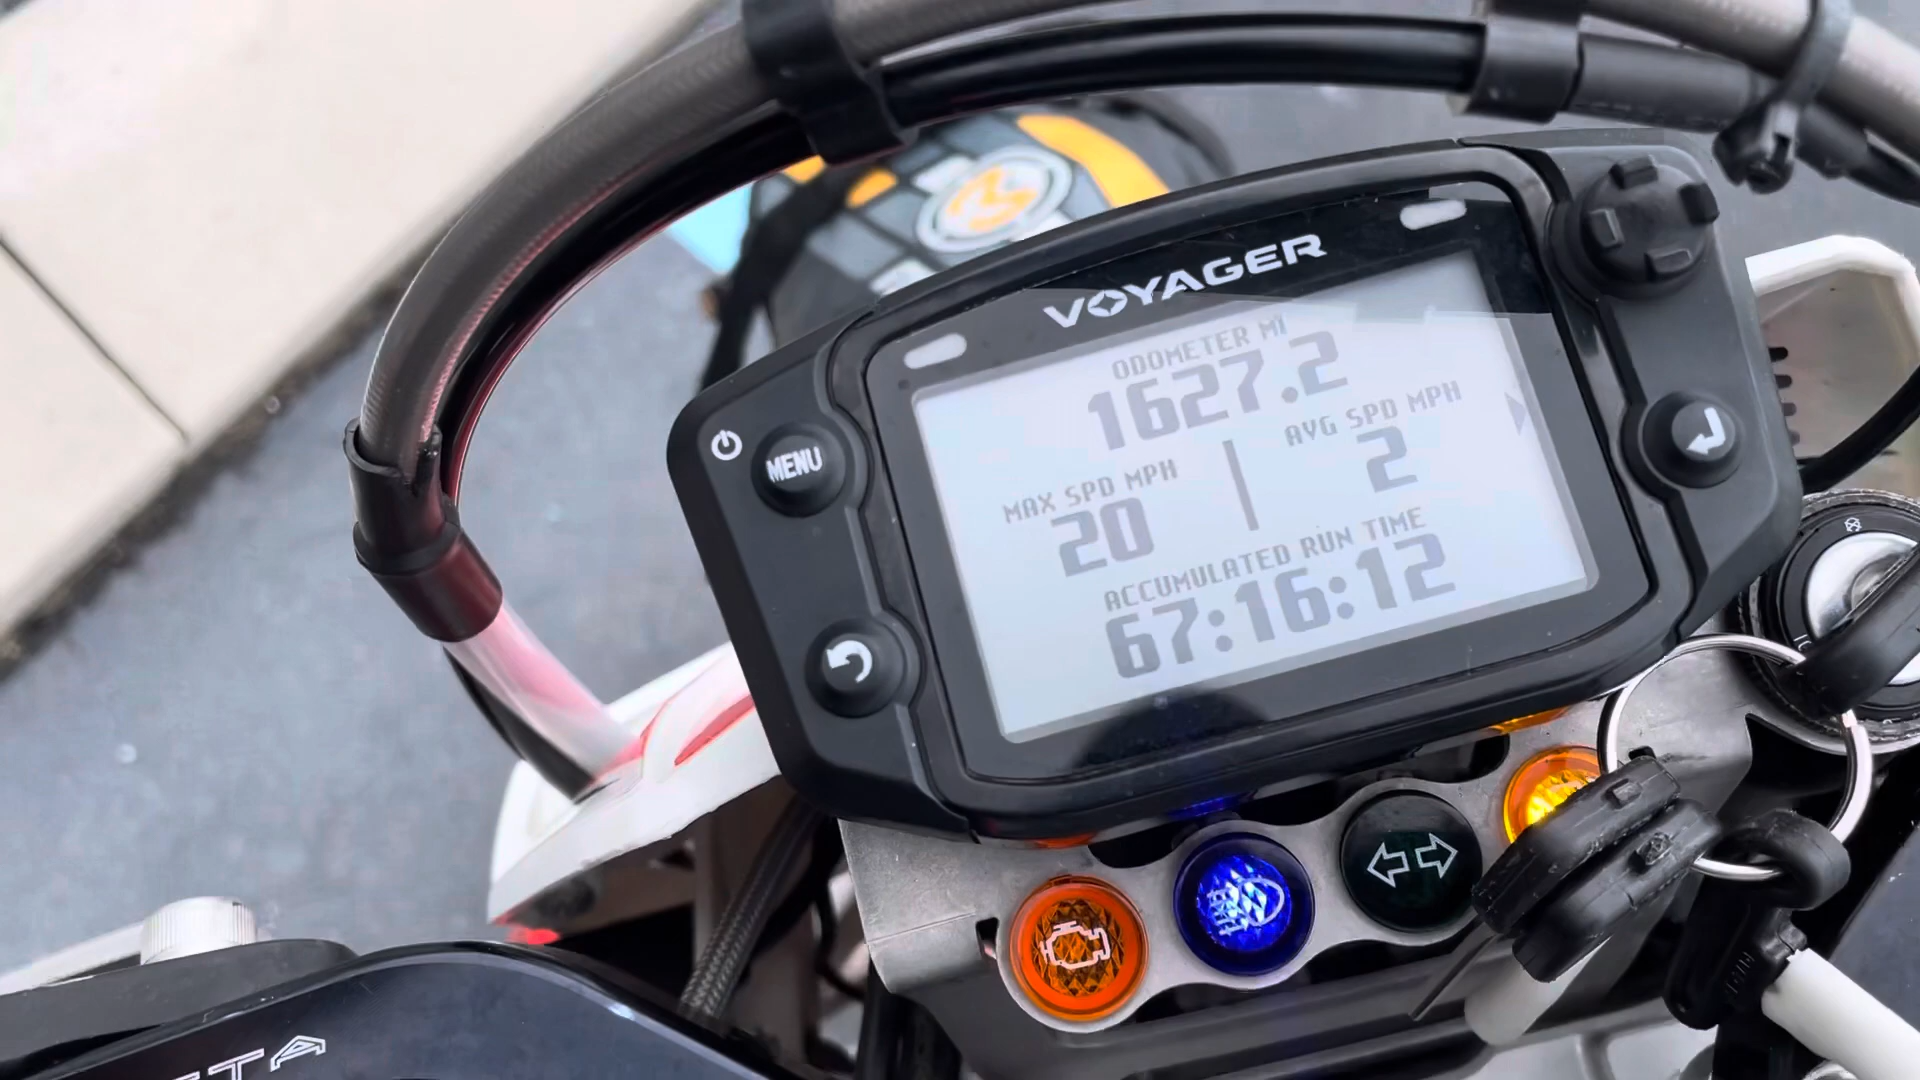 VOYAGER
ODOMETER MI
1627.2
MAX SPD MPH
20
AVG SPD MPH
2
ACCUMULATED RUN TIME
67:16:12
MENU